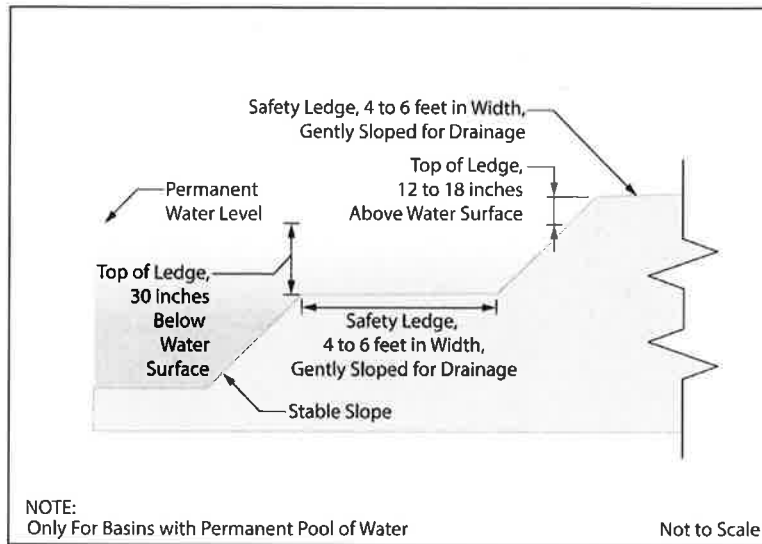 Safety Ledge, 4 to 6 feet in Width,
Gently Sloped for Drainage
Top of Ledge,
12 to 18 inches
Above Water Surface
Permanent
Water Level
Top of Ledge,
30 inches
Below
Water
Surface
Safety Ledge,
4 to 6 feet in Width,
Gently Sloped for Drainage
Stable Slope
NOTE:
Only For Basins with Permanent Pool of Water
Not to Scale